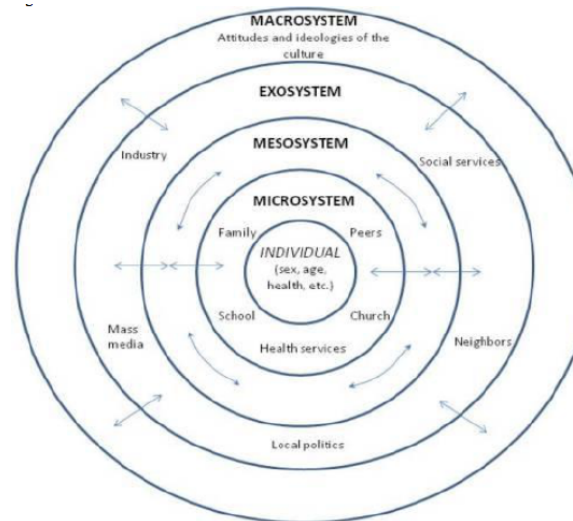 MACROSYSTEM
Attitudes and ideologies of the
culture
EXOSYSTEM
MESOSYSTEM
Industry
Social services
MICROSYSTEM
Family
Peers
INDIVIDUAL
(sex, age,
health, etc.)
School
Church
Mass
media
Health services
Neighbors
Local politics